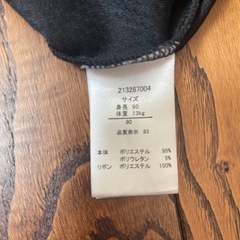 213287004
サイズ
身長 90
体重 13kg
90
品質表示 03
本体 ポリエステル 95%
ポリウレタン 5%
リボン ポリエステル 100%